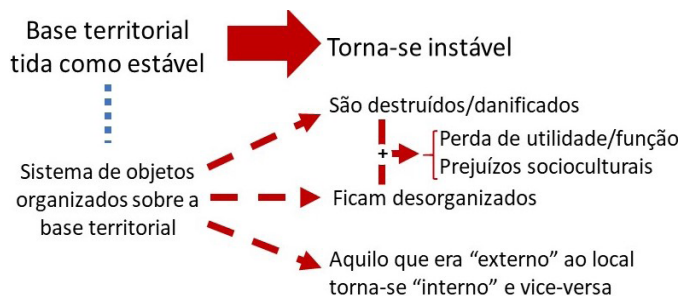 Base territorial
tida como estável
Torna-se instável
São destruídos/danificados
+
Perda de utilidade/função
Prejuízos socioculturais
Sistema de objetos
organizados sobre a
base territorial
Ficam desorganizados
Aquilo que era “externo” ao local
torna-se “interno” e vice-versa